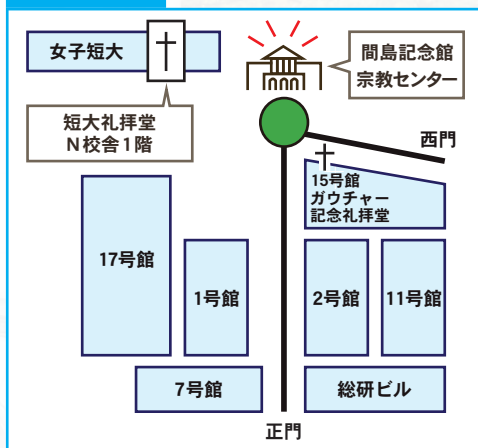 女子短大
間島記念館
宗教センター
短大礼拝堂
N校舎1階
西門
15号館
ガウチャー
記念礼拝堂
17号館
1号館
2号館
11号館
7号館
総研ビル
正門